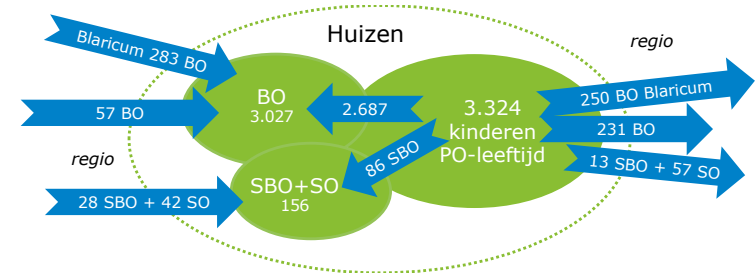 Huizen
regio
Blaricum 283 BO
57 BO
BO
3.027
2.687
3.324
kinderen
PO-leeftijd
250 BO Blaricum
231 BO
13 SBO + 57 SO
86 SBO
regio
28 SBO + 42 SO
SBO+SO
156